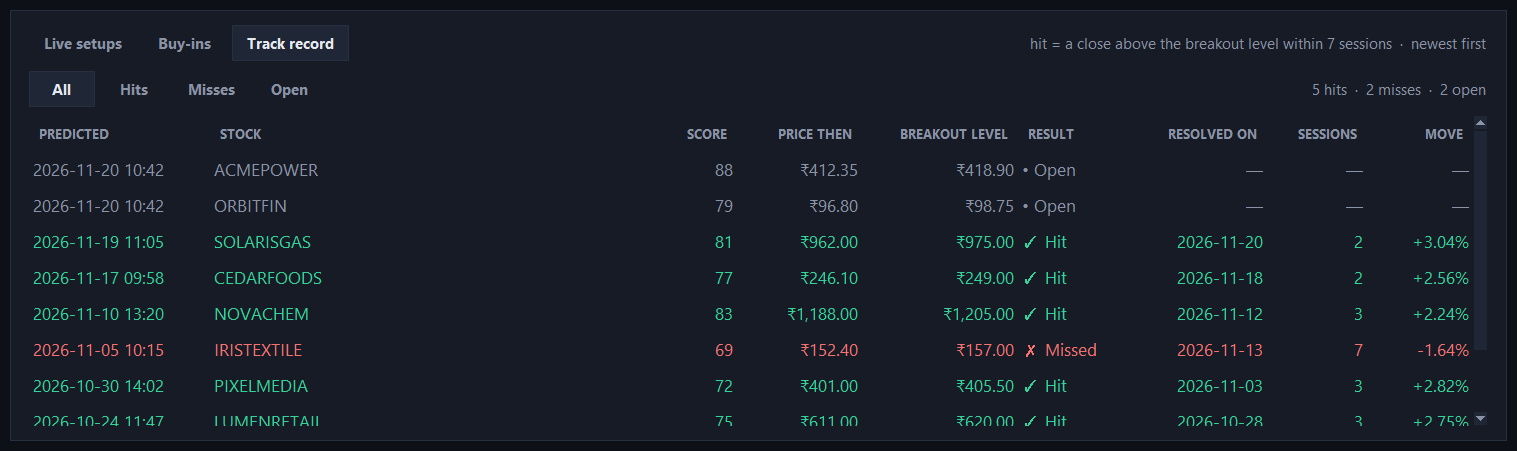 Live setups Buy-ins Track record hit = a close above the breakout level within 7 sessions · newest first
All Hits Misses Open 5 hits · 2 misses · 2 open
PREDICTED STOCK SCORE PRICE THEN BREAKOUT LEVEL RESULT RESOLVED ON SESSIONS MOVE
2026-11-20 10:42 ACMEPOWER 88 ₹412.35 ₹418.90 • Open — — —
2026-11-20 10:42 ORBITFIN 79 ₹96.80 ₹98.75 • Open — — —
2026-11-19 11:05 SOLARISGAS 81 ₹962.00 ₹975.00 ✓ Hit 2026-11-20 2 +3.04%
2026-11-17 09:58 CEDARFOODS 77 ₹246.10 ₹249.00 ✓ Hit 2026-11-18 2 +2.56%
2026-11-10 13:20 NOVACHEM 83 ₹1,188.00 ₹1,205.00 ✓ Hit 2026-11-12 3 +2.24%
2026-11-05 10:15 IRISTEXTILE 69 ₹152.40 ₹157.00 ✗ Missed 2026-11-13 7 -1.64%
2026-10-30 14:02 PIXELMEDIA 72 ₹401.00 ₹405.50 ✓ Hit 2026-11-03 3 +2.82%
2026-10-24 11:47 LUMENRETAIL 75 ₹611.00 ₹620.00 ✓ Hit 2026-10-28 3 +2.75%